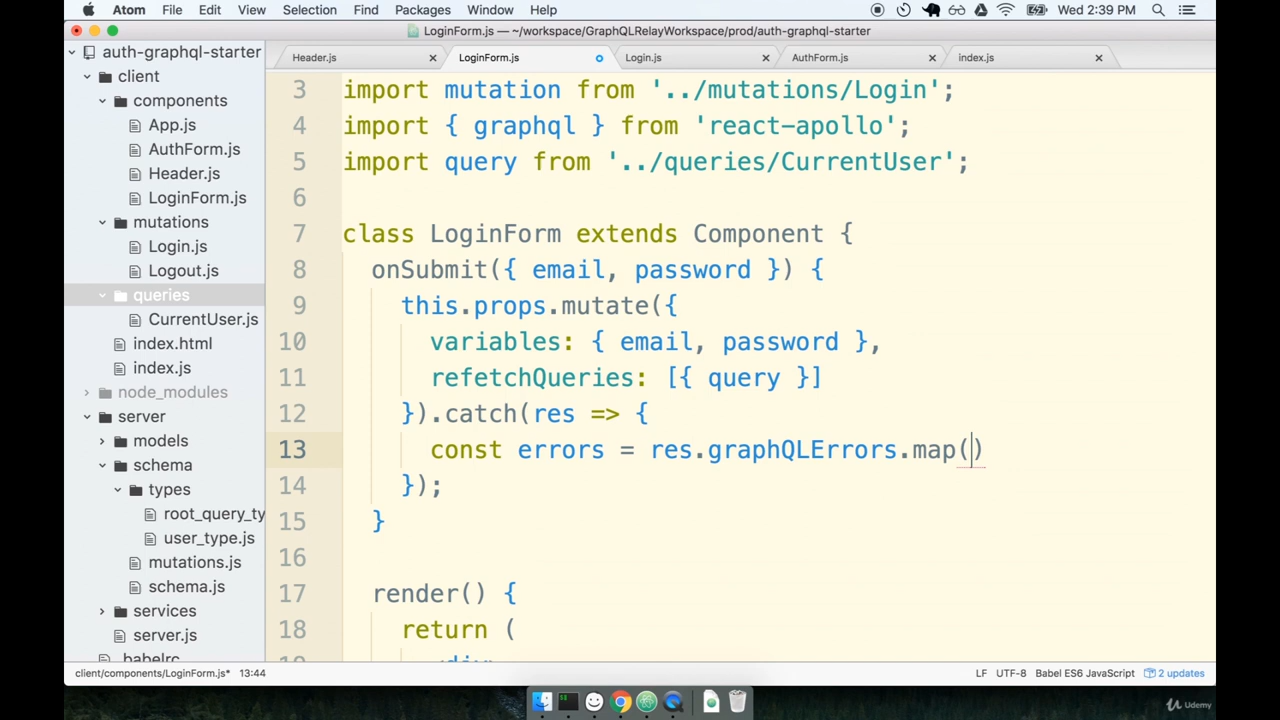 Atom File Edit View Selection Find Packages Window Help Wed 2:39 PM
LoginForm.js — ~/workspace/GraphQLRelayWorkspace/prod/auth-graphql-starter
auth-graphql-starter
client
components
App.js
AuthForm.js
Header.js
LoginForm.js
mutations
Login.js
Logout.js
queries
CurrentUser.js
index.html
index.js
node_modules
server
models
schema
types
root_query_ty
user_type.js
mutations.js
schema.js
services
server.js
.babelrc
Header.js LoginForm.js Login.js AuthForm.js index.js
3 import mutation from '../mutations/Login';
4 import { graphql } from 'react-apollo';
5 import query from '../queries/CurrentUser';
6
7 class LoginForm extends Component {
8 onSubmit({ email, password }) {
9 this.props.mutate({
10 variables: { email, password },
11 refetchQueries: [{ query }]
12 }).catch(res => {
13 const errors = res.graphQLErrors.map()
14 });
15 }
16
17 render() {
18 return (
19 <div
client/components/LoginForm.js* 13:44 LF UTF-8 Babel ES6 JavaScript 2 updates
Udemy